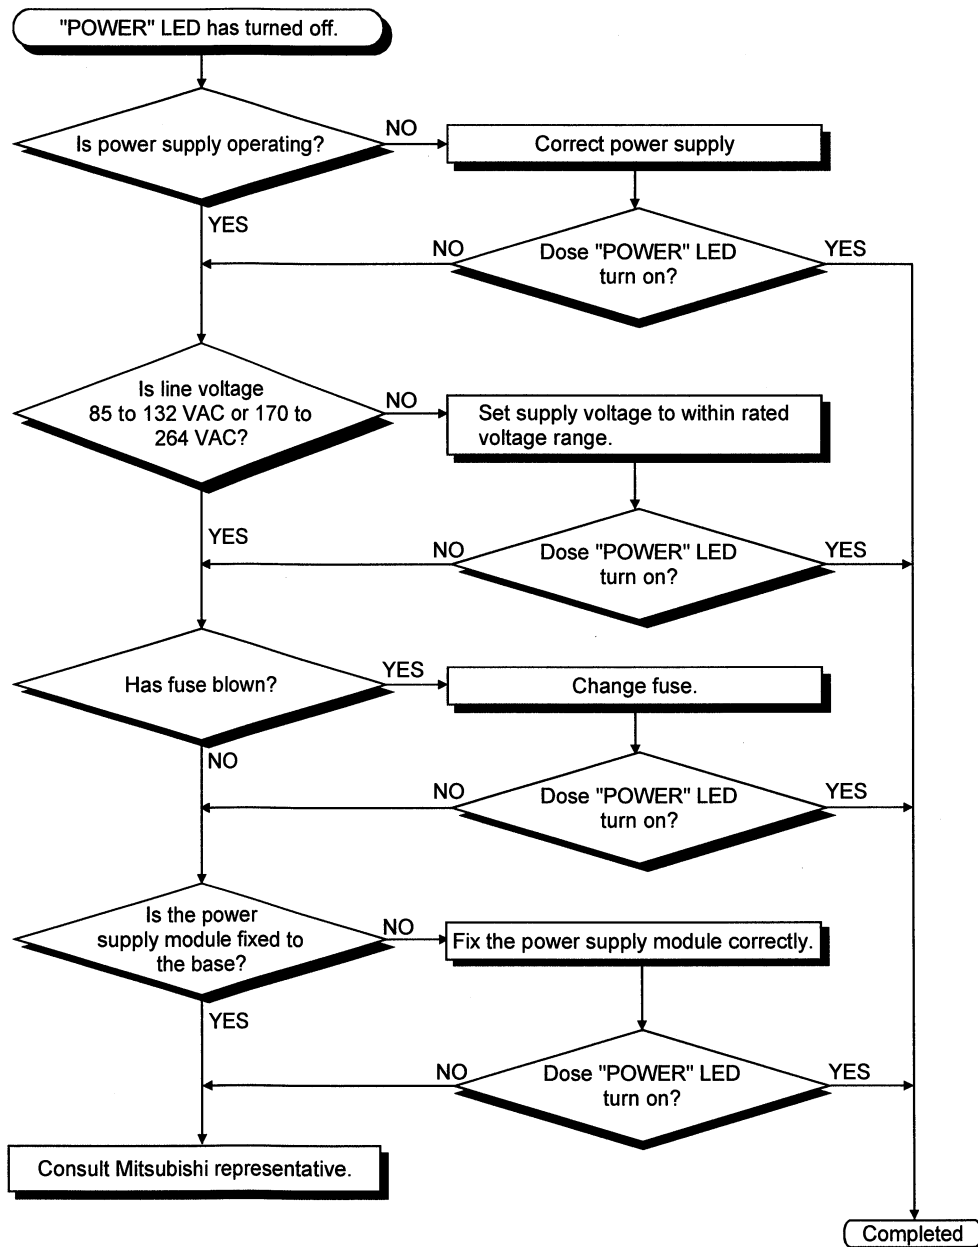 "POWER" LED has turned off.
Is power supply operating?
NO
Correct power supply
YES
NO
Dose "POWER" LED
turn on?
YES
Is line voltage
85 to 132 VAC or 170 to
264 VAC?
NO
Set supply voltage to within rated
voltage range.
YES
NO
Dose "POWER" LED
turn on?
YES
Has fuse blown?
YES
Change fuse.
NO
NO
Dose "POWER" LED
turn on?
YES
Is the power
supply module fixed to
the base?
NO
Fix the power supply module correctly.
YES
NO
Dose "POWER" LED
turn on?
YES
Consult Mitsubishi representative.
Completed